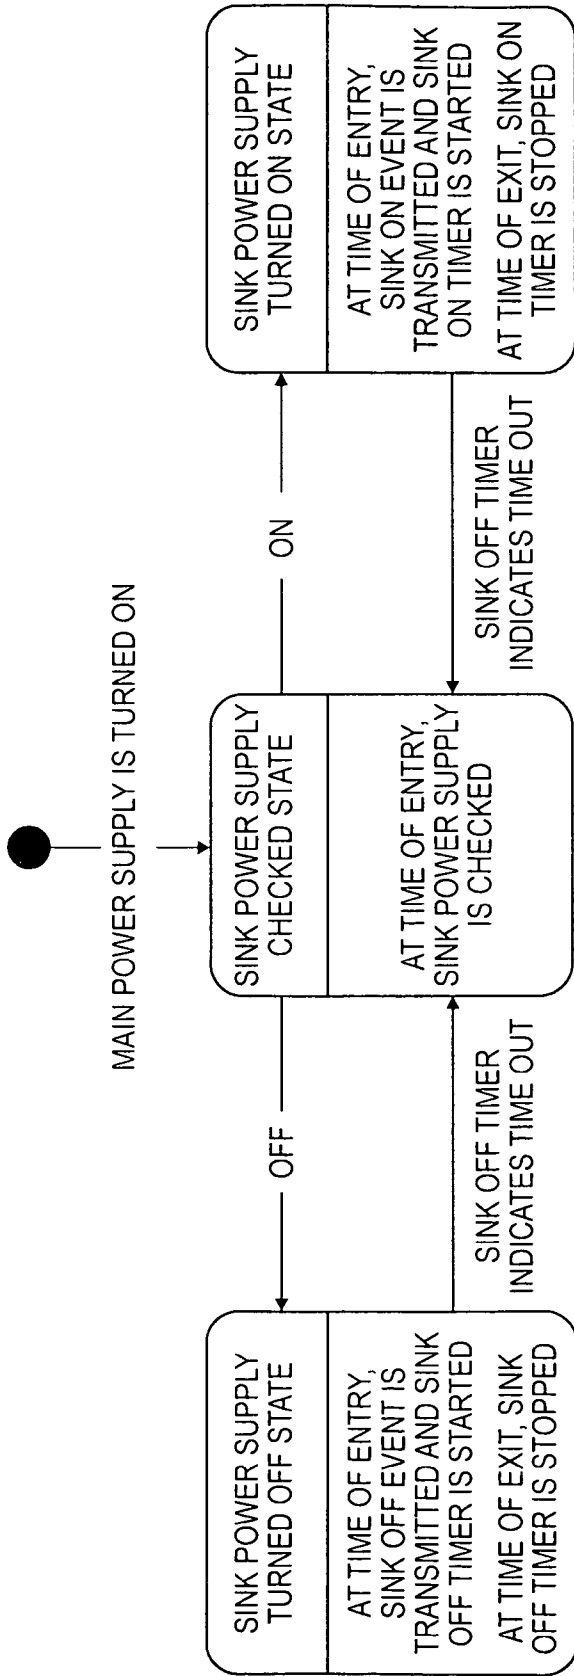 MAIN POWER SUPPLY IS TURNED ON
SINK POWER SUPPLY
TURNED OFF STATE
AT TIME OF ENTRY,
SINK OFF EVENT IS
TRANSMITTED AND SINK
OFF TIMER IS STARTED
AT TIME OF EXIT, SINK
OFF TIMER IS STOPPED
OFF
SINK OFF TIMER
INDICATES TIME OUT
SINK POWER SUPPLY
CHECKED STATE
AT TIME OF ENTRY,
SINK POWER SUPPLY
IS CHECKED
ON
SINK OFF TIMER
INDICATES TIME OUT
SINK POWER SUPPLY
TURNED ON STATE
AT TIME OF ENTRY,
SINK ON EVENT IS
TRANSMITTED AND SINK
ON TIMER IS STARTED
AT TIME OF EXIT, SINK ON
TIMER IS STOPPED